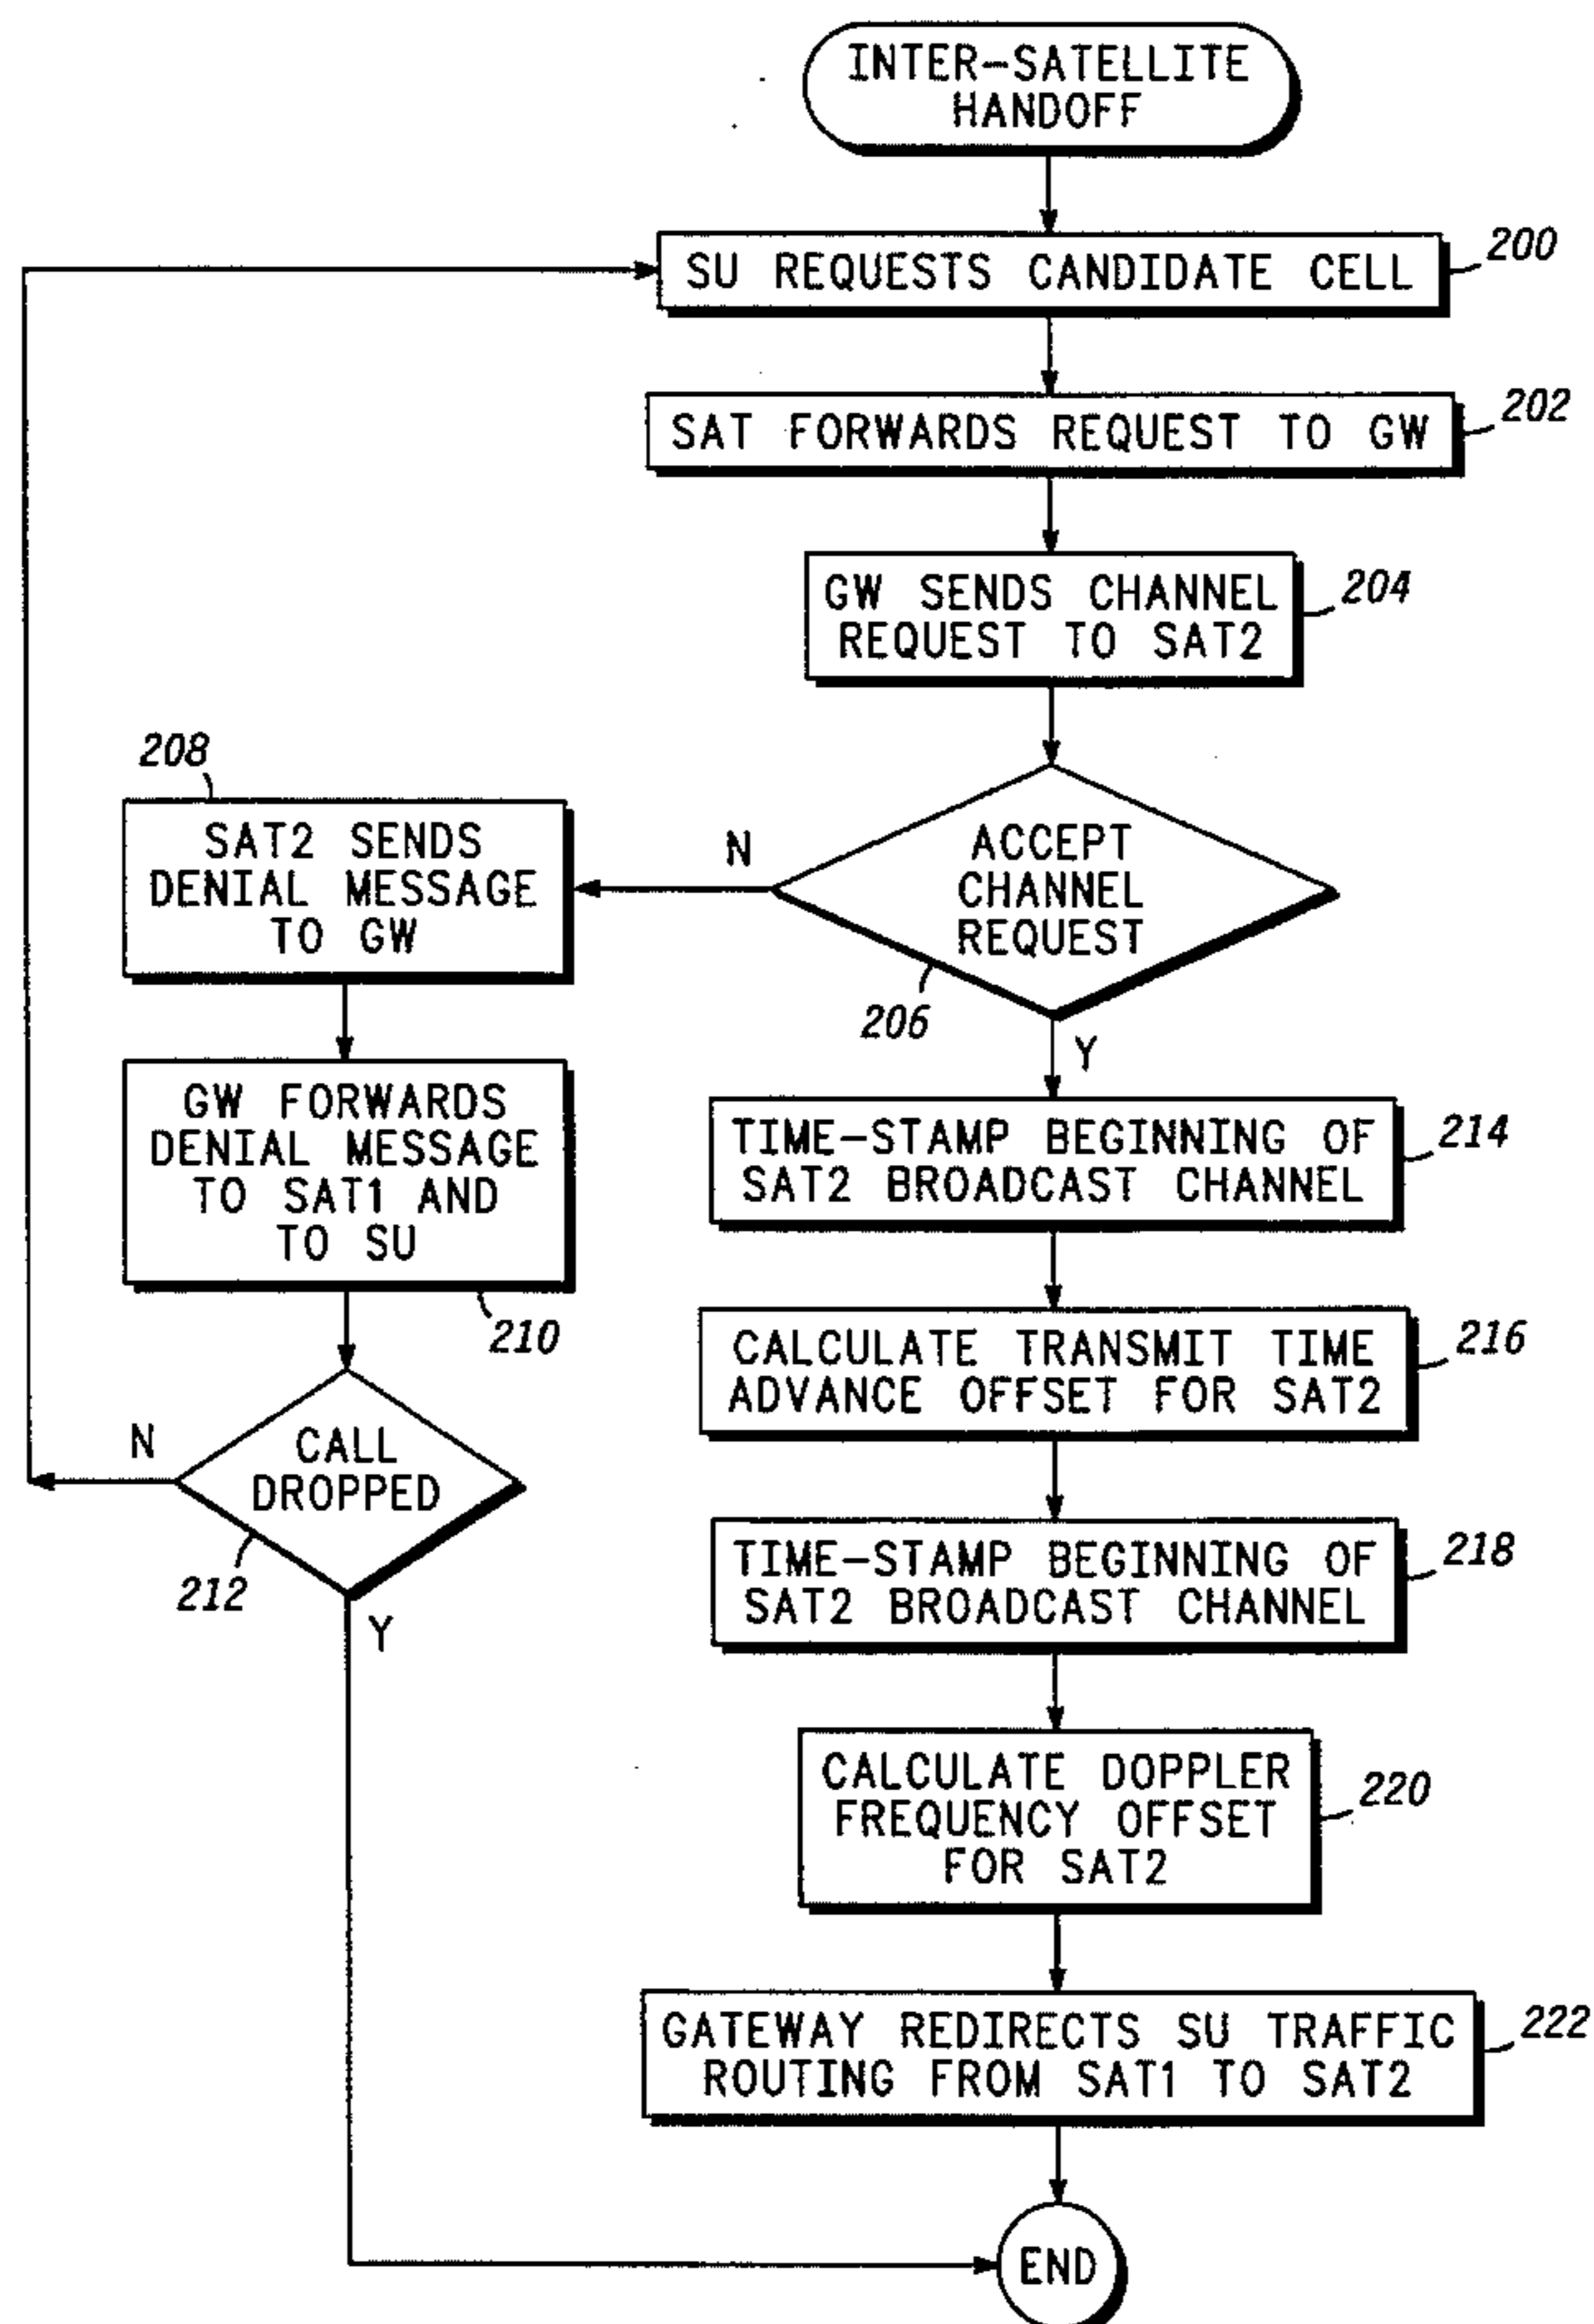 INTER-SATELLITE
HANDOFF
SU REQUESTS CANDIDATE CELL
200
SAT FORWARDS REQUEST TO GW
202
GW SENDS CHANNEL
REQUEST TO SAT2
204
ACCEPT
CHANNEL
REQUEST
206
N
Y
208
SAT2 SENDS
DENIAL MESSAGE
TO GW
GW FORWARDS
DENIAL MESSAGE
TO SAT1 AND
TO SU
210
CALL
DROPPED
212
N
Y
TIME-STAMP BEGINNING OF
SAT2 BROADCAST CHANNEL
214
CALCULATE TRANSMIT TIME
ADVANCE OFFSET FOR SAT2
216
TIME-STAMP BEGINNING OF
SAT2 BROADCAST CHANNEL
218
CALCULATE DOPPLER
FREQUENCY OFFSET
FOR SAT2
220
GATEWAY REDIRECTS SU TRAFFIC
ROUTING FROM SAT1 TO SAT2
222
END